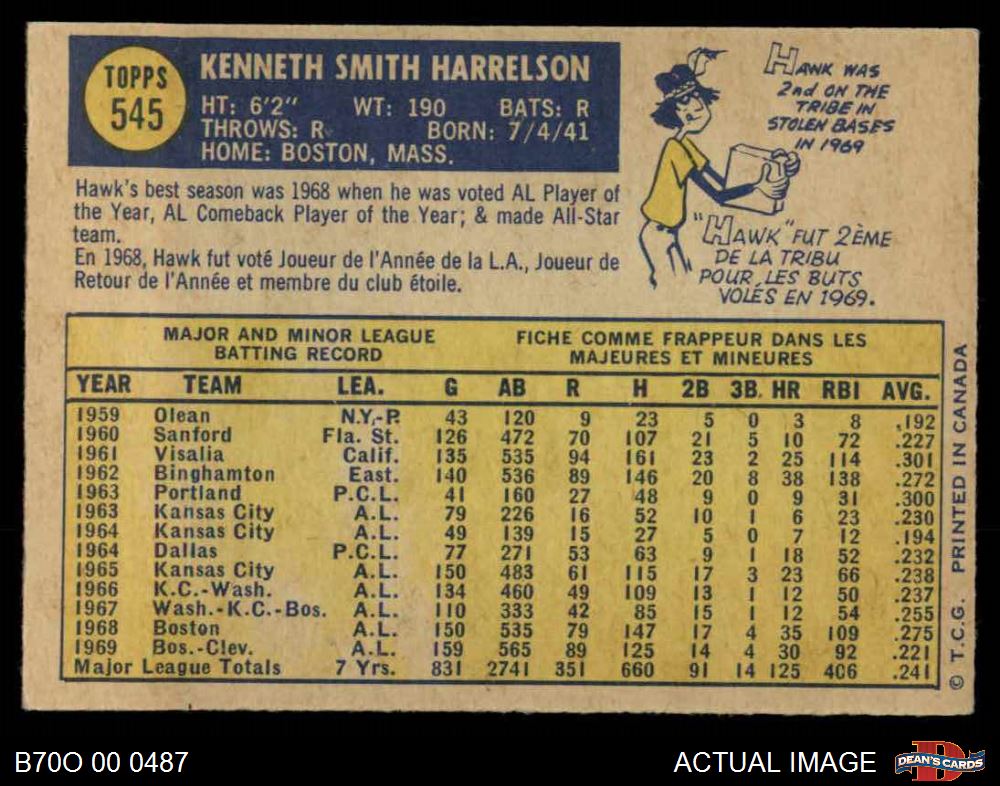 TOPPS
545
KENNETH SMITH HARRELSON
HT: 6'2" WT: 190 BATS: R
THROWS: R BORN: 7/4/41
HOME: BOSTON, MASS.
HAWK WAS
2nd ON THE
TRIBE IN
STOLEN BASES
IN 1969
"HAWK" FUT 2ÈME
DE LA TRIBU
POUR LES BUTS
VOLÉS EN 1969.
Hawk's best season was 1968 when he was voted AL Player of
the Year, AL Comeback Player of the Year; & made All-Star
team.
En 1968, Hawk fut voté Joueur de l'Année de la L.A., Joueur de
Retour de l'Année et membre du club étoile.
MAJOR AND MINOR LEAGUE
BATTING RECORD
FICHE COMME FRAPPEUR DANS LES
MAJEURES ET MINEURES
YEAR TEAM LEA. G AB R H 2B 3B. HR RBI AVG.
1959 Olean N.Y.-P. 43 120 9 23 5 0 3 8 .192
1960 Sanford Fla. St. 126 472 70 107 21 5 10 72 .227
1961 Visalia Calif. 135 535 94 161 23 2 25 114 .301
1962 Binghamton East. 140 536 89 146 20 8 38 138 .272
1963 Portland P.C.L. 41 160 27 48 9 0 9 31 .300
1963 Kansas City A.L. 79 226 16 52 10 1 6 23 .230
1964 Kansas City A.L. 49 139 15 27 5 0 7 12 .194
1964 Dallas P.C.L. 77 271 53 63 9 1 18 52 .232
1965 Kansas City A.L. 150 483 61 115 17 3 23 66 .238
1966 K.C.-Wash. A.L. 134 460 49 109 13 1 12 50 .237
1967 Wash.-K.C.-Bos. A.L. 110 333 42 85 15 1 12 54 .255
1968 Boston A.L. 150 535 79 147 17 4 35 109 .275
1969 Bos.-Clev. A.L. 159 565 89 125 14 4 30 92 .221
Major League Totals 7 Yrs. 831 2741 351 660 91 14 125 406 .241
© T.C.G. PRINTED IN CANADA
B70O 00 0487
ACTUAL IMAGE
D
DEAN'S CARDS